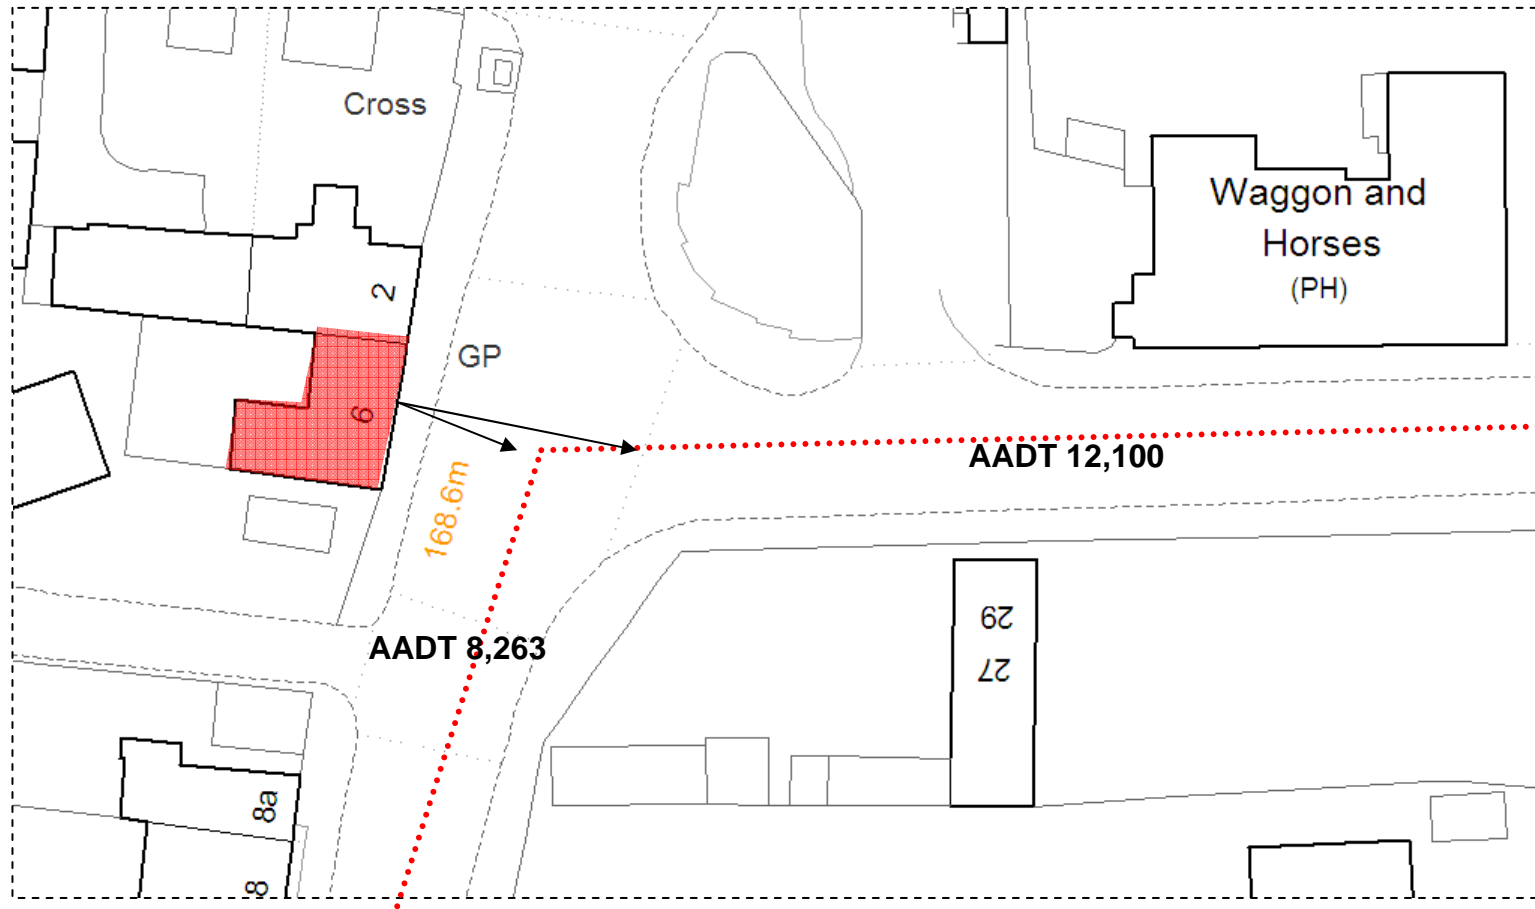 Cross
Waggon and
Horses
(PH)
2
GP
6
AADT 12,100
168.6m
29
27
AADT 8,263
8a
8